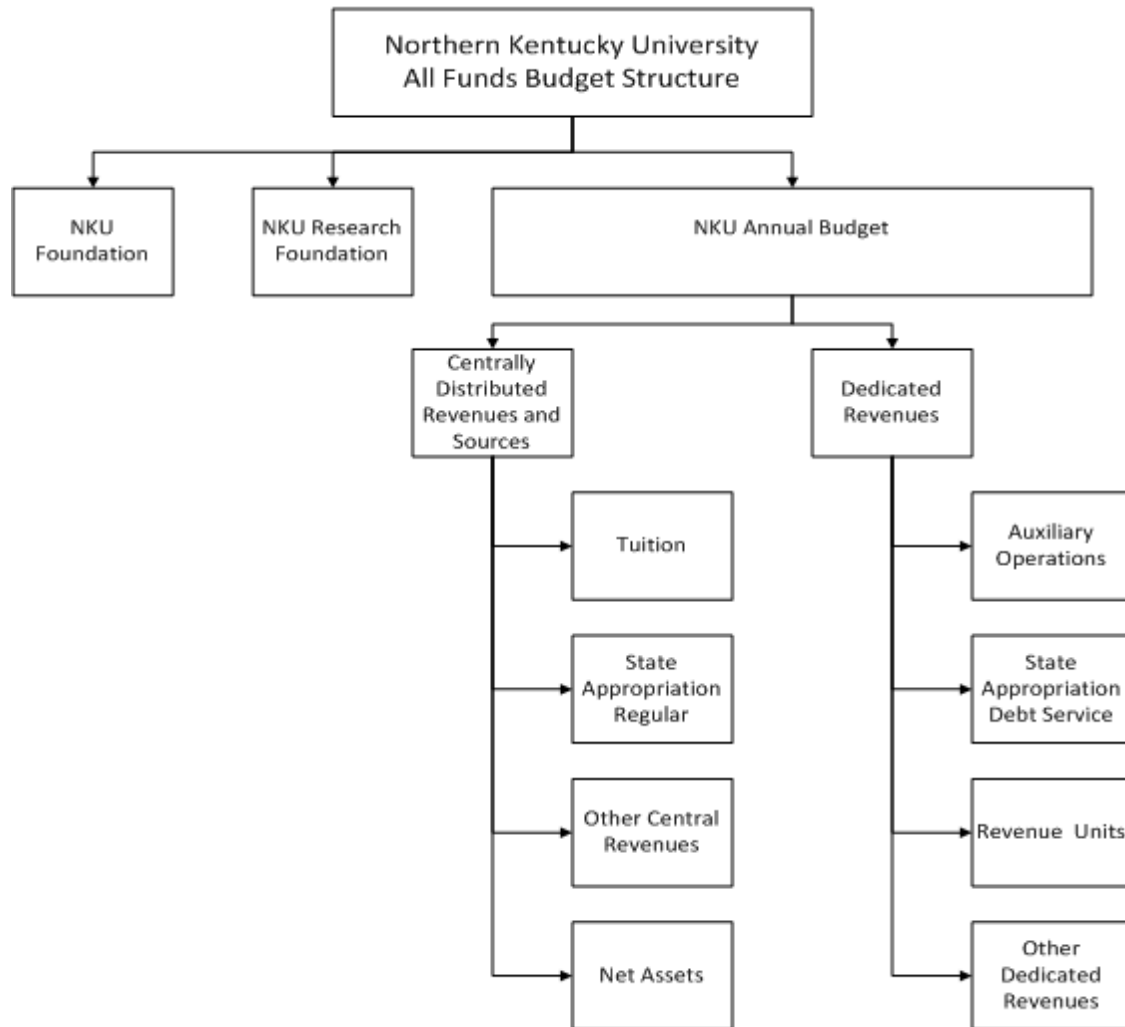 Northern Kentucky University
All Funds Budget Structure
NKU
Foundation
NKU Research
Foundation
NKU Annual Budget
Centrally
Distributed
Revenues and
Sources
Dedicated
Revenues
Tuition
Auxiliary
Operations
State
Appropriation
Regular
State
Appropriation
Debt Service
Other Central
Revenues
Revenue Units
Net Assets
Other
Dedicated
Revenues